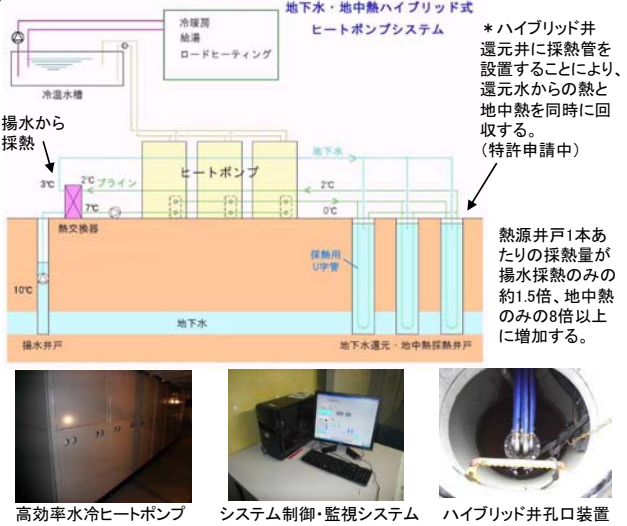 地下水・地中熱ハイブリッド式
ヒートポンプシステム
冷暖房
給湯
ロードヒーティング
冷温水槽
揚水から
採熱
*ハイブリッド井
還元井に採熱管を
設置することにより、
還元水からの熱と
地中熱を同時に回
収する。
(特許申請中)
地下水
ヒートポンプ
3℃
2℃
ブライン
2℃
7℃
0℃
熱交換器
採熱用
U字管
熱源井戸1本あ
たりの採熱量が
揚水採熱のみの
約1.5倍、地中熱
のみの8倍以上
に増加する。
10℃
地下水
揚水井戸
地下水還元・地中熱採熱井戸
高効率水冷ヒートポンプ
システム制御・監視システム
ハイブリッド井孔口装置